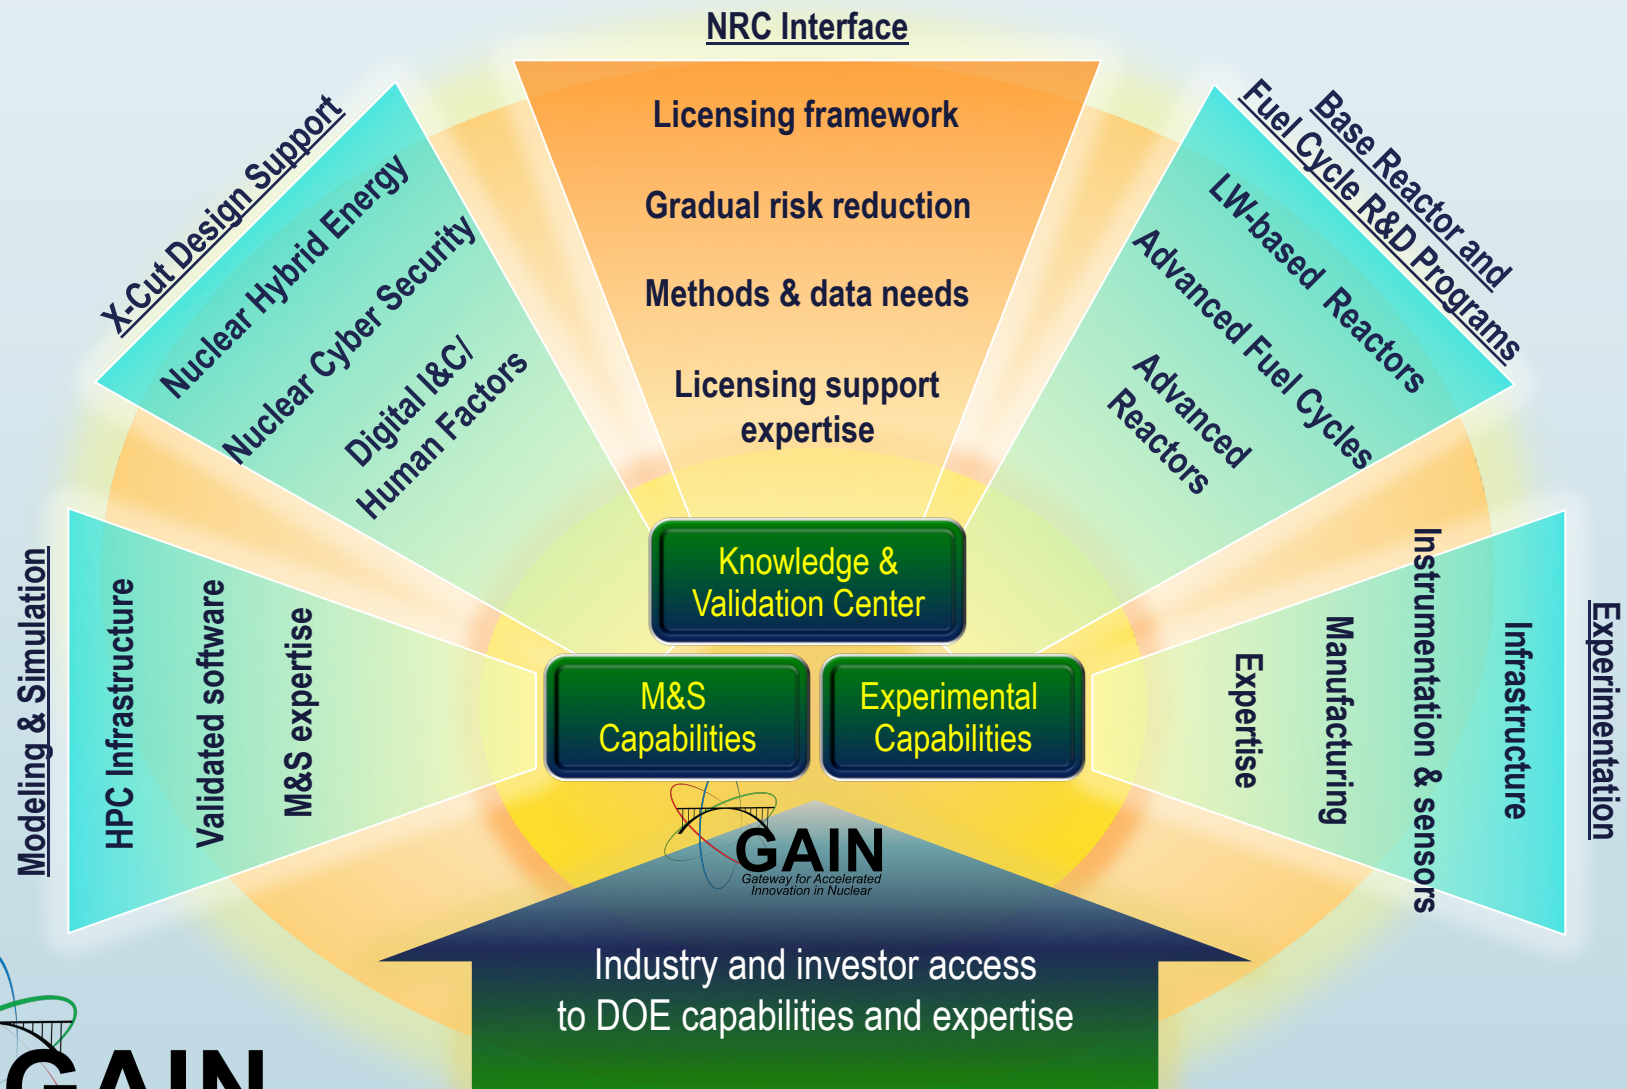 NRC Interface
Licensing framework
Gradual risk reduction
Methods & data needs
Licensing support
expertise
X-Cut Design Support
Nuclear Hybrid Energy
Nuclear Cyber Security
Digital I&C/
Human Factors
Base Reactor and
Fuel Cycle R&D Programs
LW-based Reactors
Advanced Fuel Cycles
Advanced
Reactors
Modeling & Simulation
HPC Infrastructure
Validated software
M&S expertise
Knowledge &
Validation Center
M&S
Capabilities
Experimental
Capabilities
Expertise
Manufacturing
Instrumentation & sensors
Infrastructure
Experimentation
GAIN
Gateway for Accelerated
Innovation in Nuclear
Industry and investor access
to DOE capabilities and expertise
GAIN